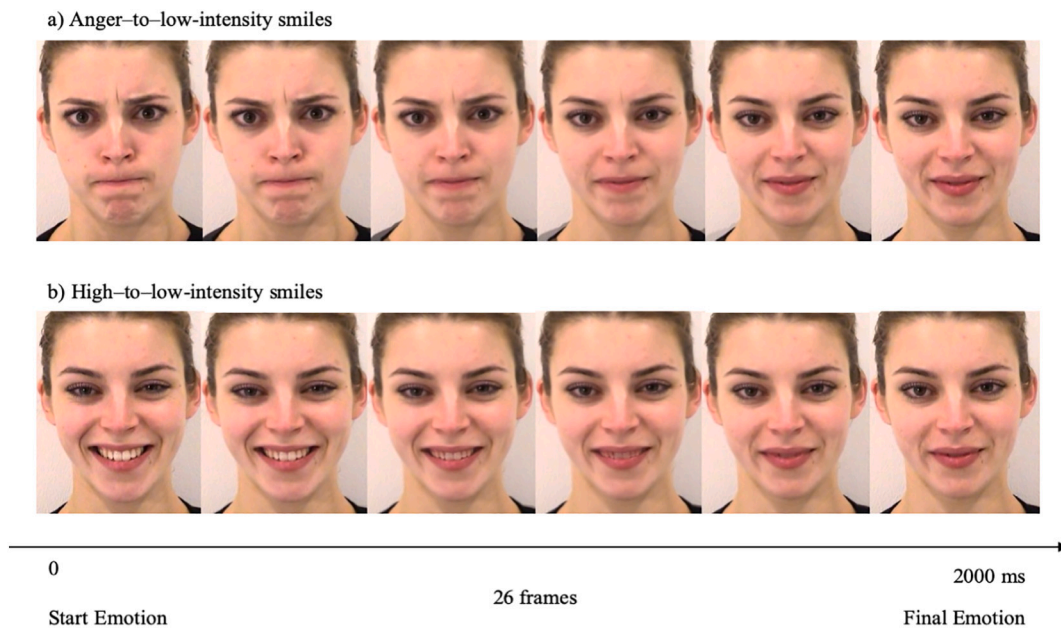 a) Anger–to–low-intensity smiles
b) High–to–low-intensity smiles
0
2000 ms
26 frames
Start Emotion
Final Emotion